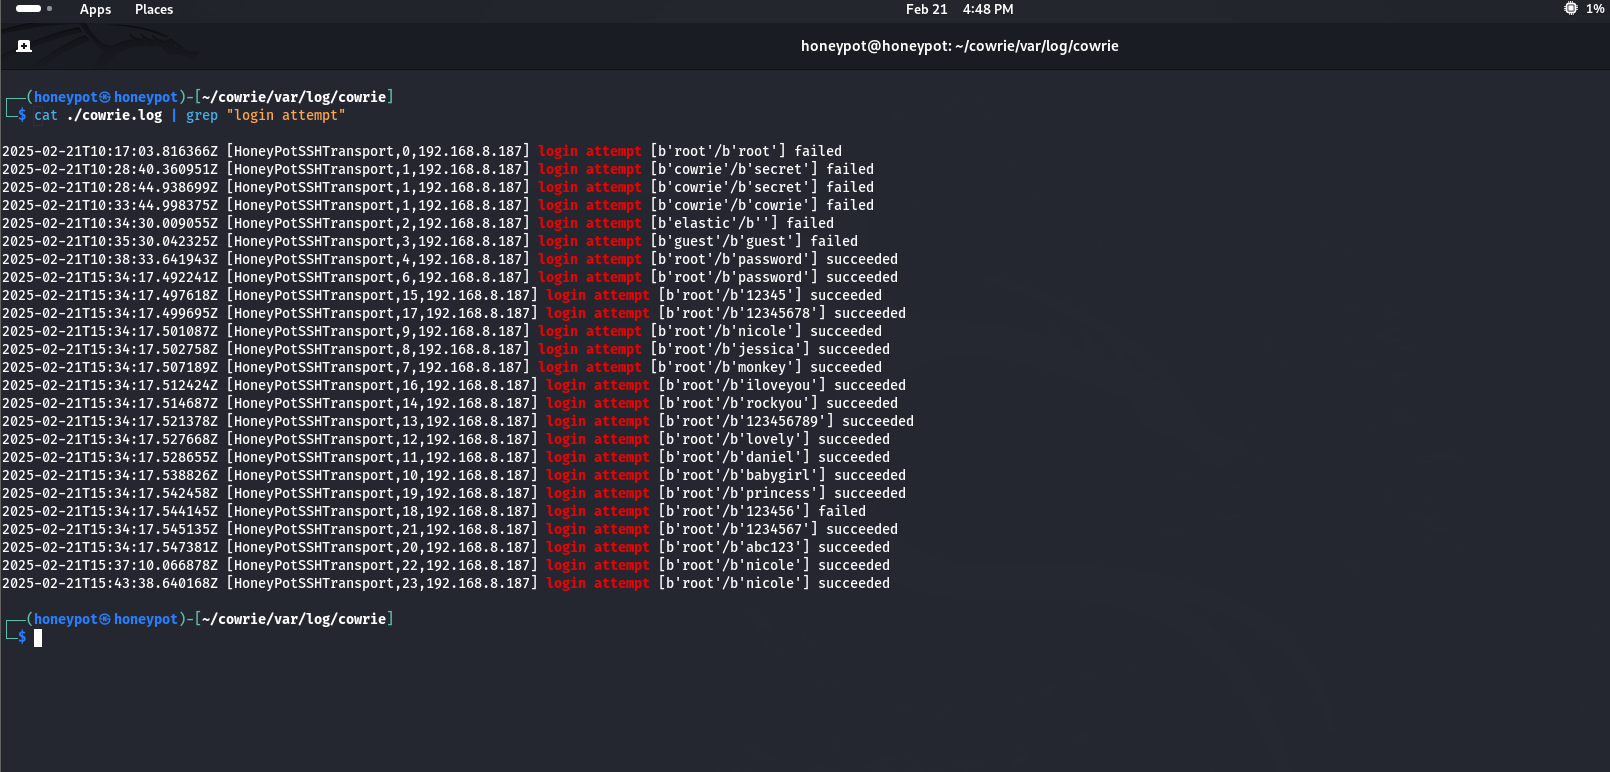 Apps Places Feb 21 4:48 PM 1%
honeypot@honeypot: ~/cowrie/var/log/cowrie
┌──(honeypot㉿honeypot)-[~/cowrie/var/log/cowrie]
└─$ cat ./cowrie.log | grep "login attempt"
2025-02-21T10:17:03.816366Z [HoneyPotSSHTransport,0,192.168.8.187] login attempt [b'root'/b'root'] failed
2025-02-21T10:28:40.360951Z [HoneyPotSSHTransport,1,192.168.8.187] login attempt [b'cowrie'/b'secret'] failed
2025-02-21T10:28:44.938699Z [HoneyPotSSHTransport,1,192.168.8.187] login attempt [b'cowrie'/b'secret'] failed
2025-02-21T10:33:44.998375Z [HoneyPotSSHTransport,1,192.168.8.187] login attempt [b'cowrie'/b'cowrie'] failed
2025-02-21T10:34:30.009055Z [HoneyPotSSHTransport,2,192.168.8.187] login attempt [b'elastic'/b''] failed
2025-02-21T10:35:30.042325Z [HoneyPotSSHTransport,3,192.168.8.187] login attempt [b'guest'/b'guest'] failed
2025-02-21T10:38:33.641943Z [HoneyPotSSHTransport,4,192.168.8.187] login attempt [b'root'/b'password'] succeeded
2025-02-21T15:34:17.492241Z [HoneyPotSSHTransport,6,192.168.8.187] login attempt [b'root'/b'password'] succeeded
2025-02-21T15:34:17.497618Z [HoneyPotSSHTransport,15,192.168.8.187] login attempt [b'root'/b'12345'] succeeded
2025-02-21T15:34:17.499695Z [HoneyPotSSHTransport,17,192.168.8.187] login attempt [b'root'/b'12345678'] succeeded
2025-02-21T15:34:17.501087Z [HoneyPotSSHTransport,9,192.168.8.187] login attempt [b'root'/b'nicole'] succeeded
2025-02-21T15:34:17.502758Z [HoneyPotSSHTransport,8,192.168.8.187] login attempt [b'root'/b'jessica'] succeeded
2025-02-21T15:34:17.507189Z [HoneyPotSSHTransport,7,192.168.8.187] login attempt [b'root'/b'monkey'] succeeded
2025-02-21T15:34:17.512424Z [HoneyPotSSHTransport,16,192.168.8.187] login attempt [b'root'/b'iloveyou'] succeeded
2025-02-21T15:34:17.514687Z [HoneyPotSSHTransport,14,192.168.8.187] login attempt [b'root'/b'rockyou'] succeeded
2025-02-21T15:34:17.521378Z [HoneyPotSSHTransport,13,192.168.8.187] login attempt [b'root'/b'123456789'] succeeded
2025-02-21T15:34:17.527668Z [HoneyPotSSHTransport,12,192.168.8.187] login attempt [b'root'/b'lovely'] succeeded
2025-02-21T15:34:17.528655Z [HoneyPotSSHTransport,11,192.168.8.187] login attempt [b'root'/b'daniel'] succeeded
2025-02-21T15:34:17.538826Z [HoneyPotSSHTransport,10,192.168.8.187] login attempt [b'root'/b'babygirl'] succeeded
2025-02-21T15:34:17.542458Z [HoneyPotSSHTransport,19,192.168.8.187] login attempt [b'root'/b'princess'] succeeded
2025-02-21T15:34:17.544145Z [HoneyPotSSHTransport,18,192.168.8.187] login attempt [b'root'/b'123456'] failed
2025-02-21T15:34:17.545135Z [HoneyPotSSHTransport,21,192.168.8.187] login attempt [b'root'/b'1234567'] succeeded
2025-02-21T15:34:17.547381Z [HoneyPotSSHTransport,20,192.168.8.187] login attempt [b'root'/b'abc123'] succeeded
2025-02-21T15:37:10.066878Z [HoneyPotSSHTransport,22,192.168.8.187] login attempt [b'root'/b'nicole'] succeeded
2025-02-21T15:43:38.640168Z [HoneyPotSSHTransport,23,192.168.8.187] login attempt [b'root'/b'nicole'] succeeded
┌──(honeypot㉿honeypot)-[~/cowrie/var/log/cowrie]
└─$